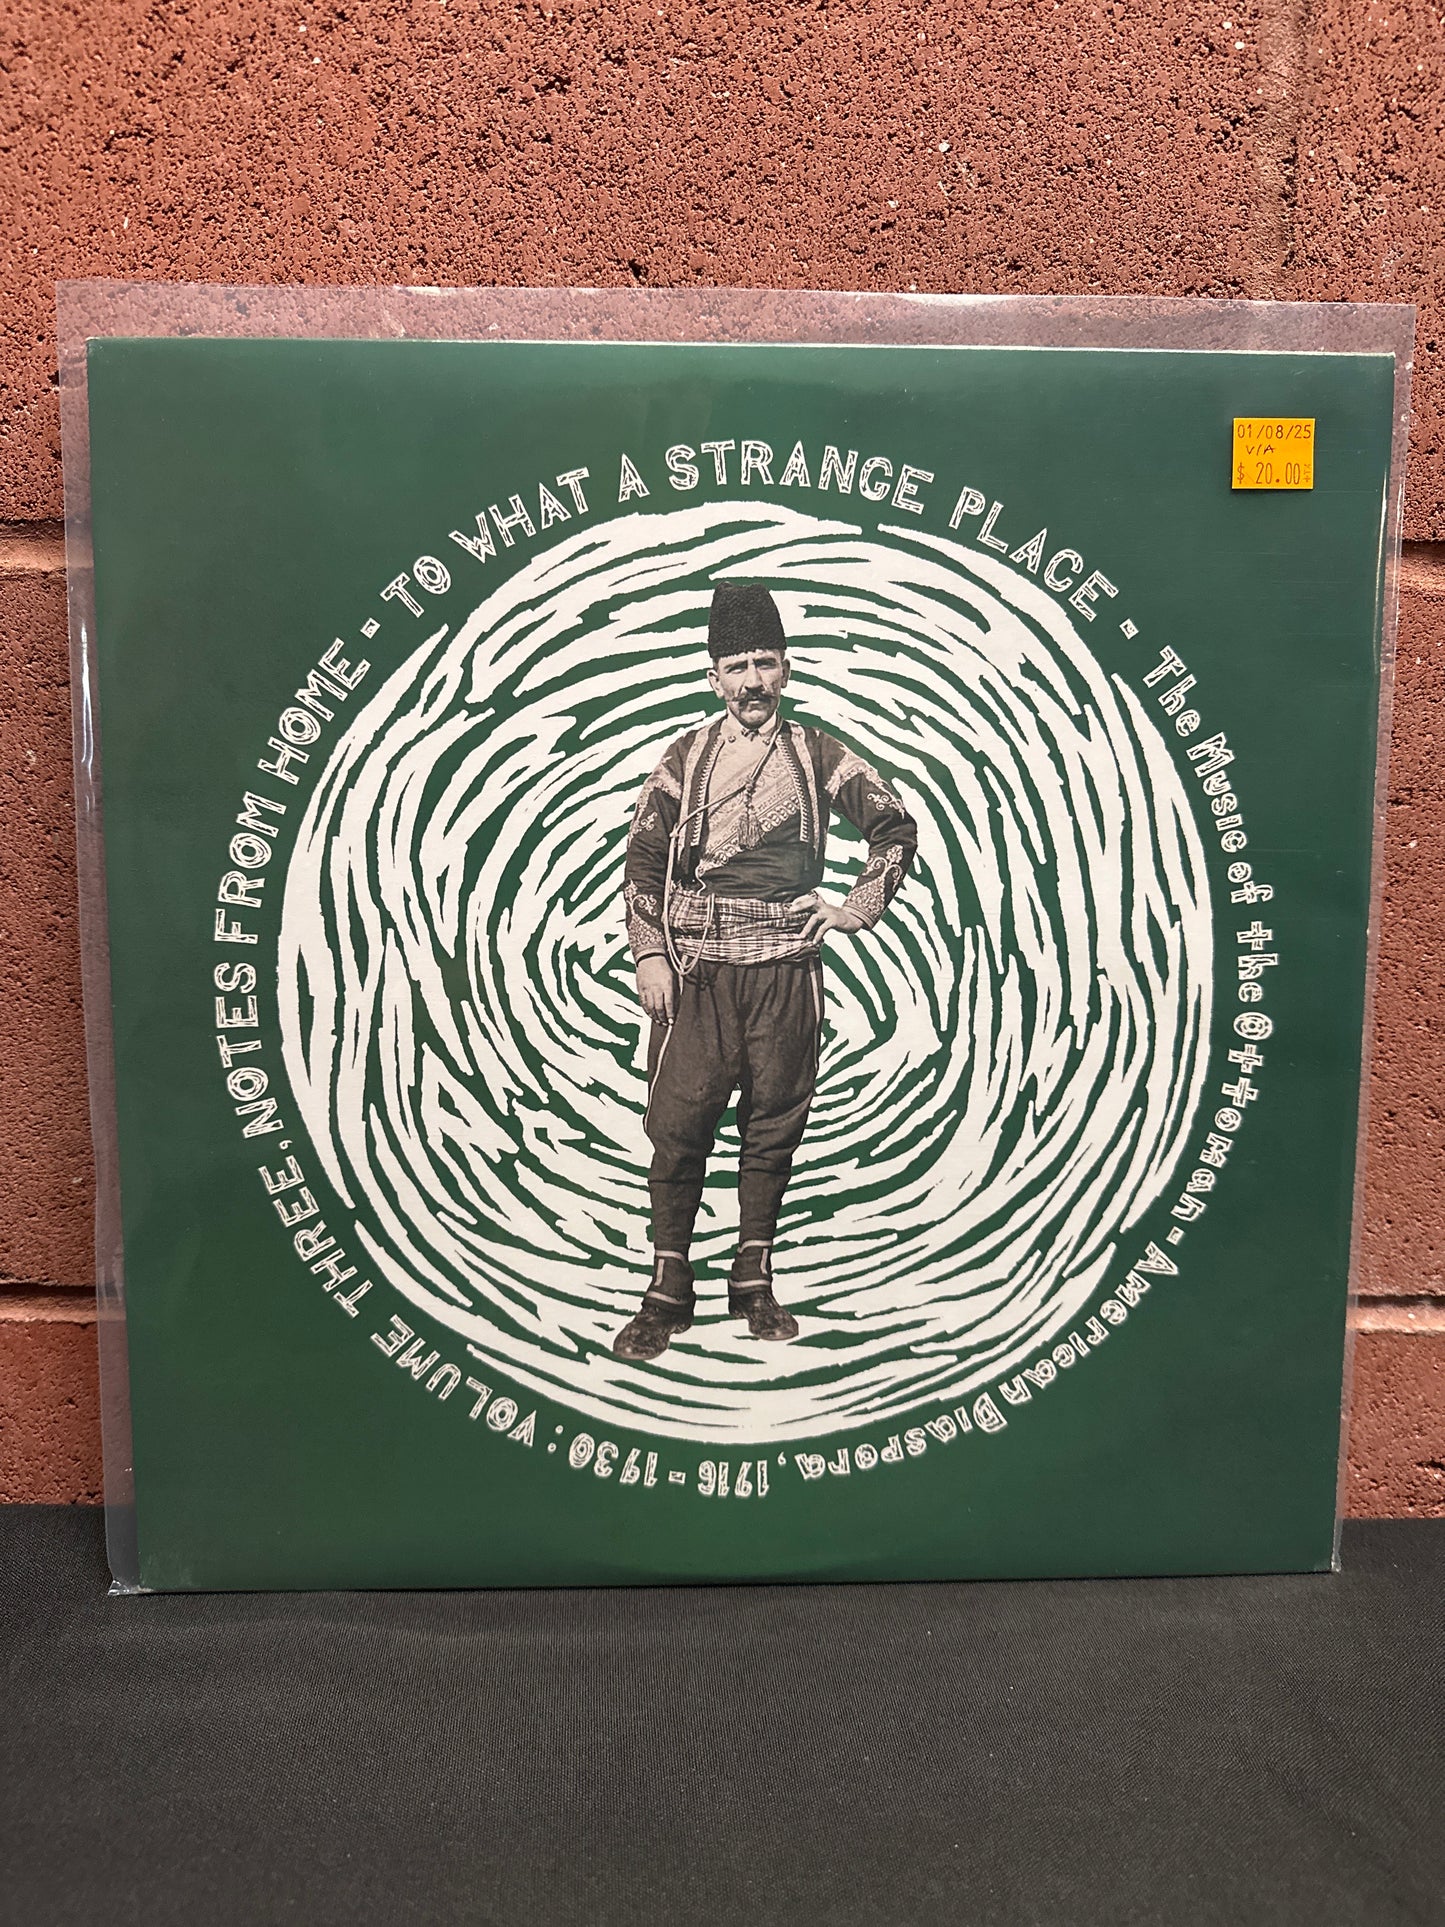 TO WHAT A STRANGE PLACE - The Music of the Ottoman - American Diaspora, 1916 - 1930 : VOLUME THREE, NOTES FROM HOME -
01/08/25
V/A
$ 20.00